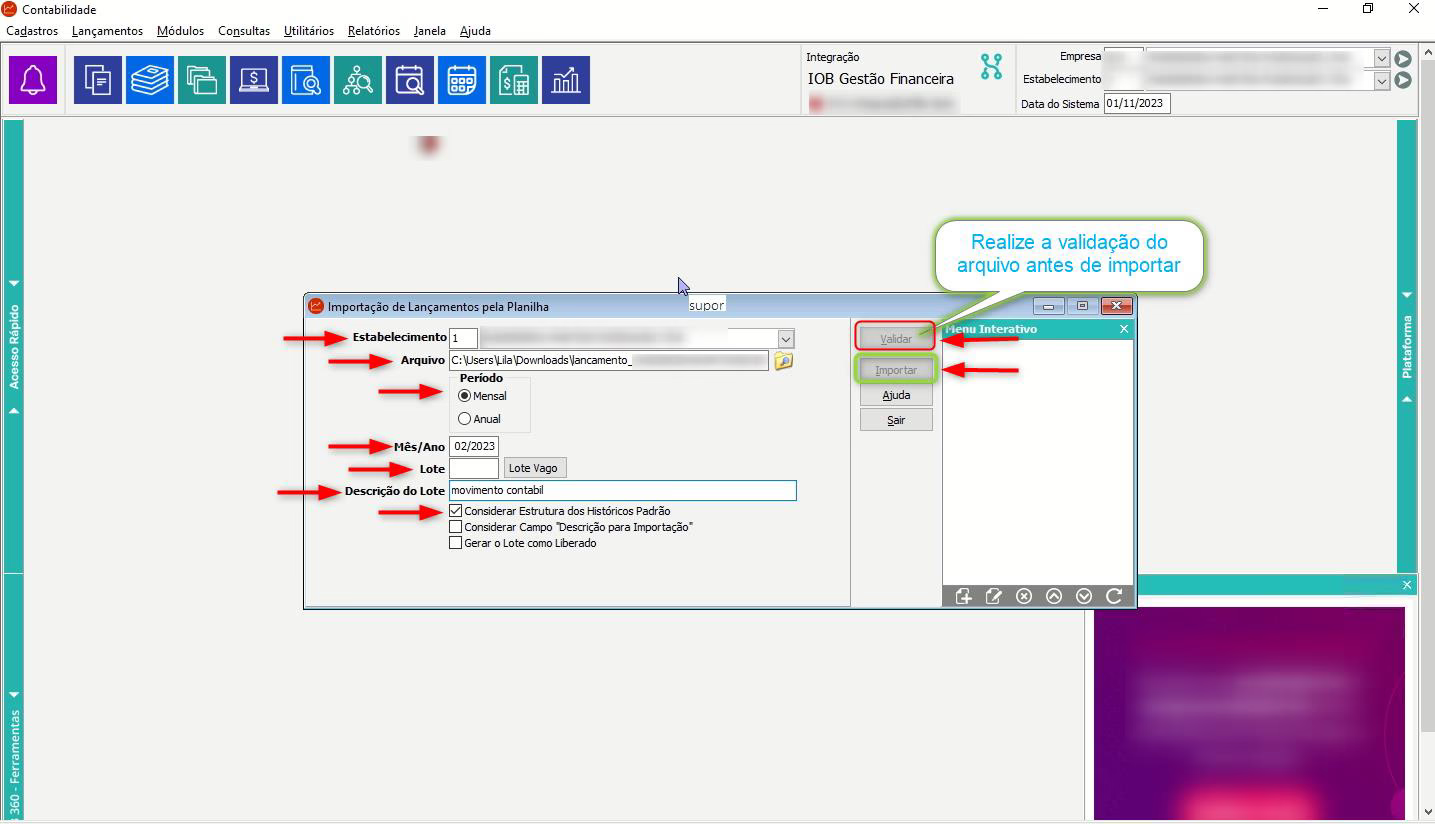 Contabilidade
Cadastros Lançamentos Módulos Consultas Utilitários Relatórios Janela Ajuda
Integração
IOB Gestão Financeira
Empresa
Estabelecimento
Data do Sistema 01/11/2023
Acesso Rápido
Plataforma
Realize a validação do
arquivo antes de importar
supor
Importação de Lançamentos pela Planilha
Estabelecimento 1
Arquivo C:\Users\Lila\Downloads\lancamento_
Período
Mensal
Anual
Mês/Ano 02/2023
Lote Lote Vago
Descrição do Lote movimento contabil
Considerar Estrutura dos Históricos Padrão
Considerar Campo "Descrição para Importação"
Gerar o Lote como Liberado
Validar
Importar
Ajuda
Sair
Menu Interativo
360 - Ferramentas